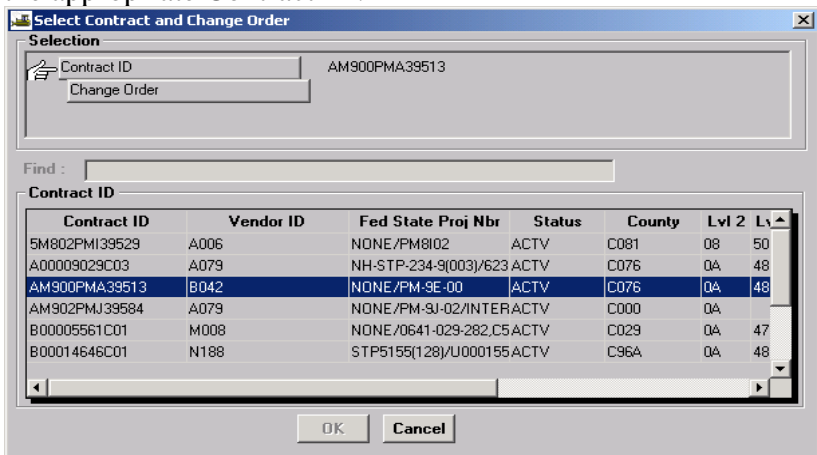 Select Contract and Change Order
Selection
Contract ID AM900PMA39513
Change Order
Find :
Contract ID
Contract ID Vendor ID Fed State Proj Nbr Status County Lvl 2
5M802PMI39529 A006 NONE/PM8I02 ACTV C081 08 50
A00009029C03 A079 NH-STP-234-9(003)/623 ACTV C076 0A 48
AM900PMA39513 B042 NONE/PM-9E-00 ACTV C076 0A 48
AM902PMJ39584 A079 NONE/PM-9J-02/INTER ACTV C000 0A
B00005561C01 M008 NONE/0641-029-282,C5 ACTV C029 0A 47
B00014646C01 N188 STP5155(128)/U000155 ACTV C96A 0A 48
OK Cancel